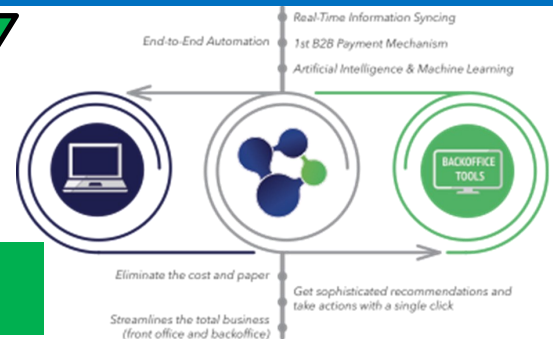 Real-Time Information Syncing
End-to-End Automation
1st B2B Payment Mechanism
Artificial Intelligence & Machine Learning
BACKOFFICE
TOOLS
Eliminate the cost and paper
Get sophisticated recommendations and
take actions with a single click
Streamlines the total business
(front office and backoffice)